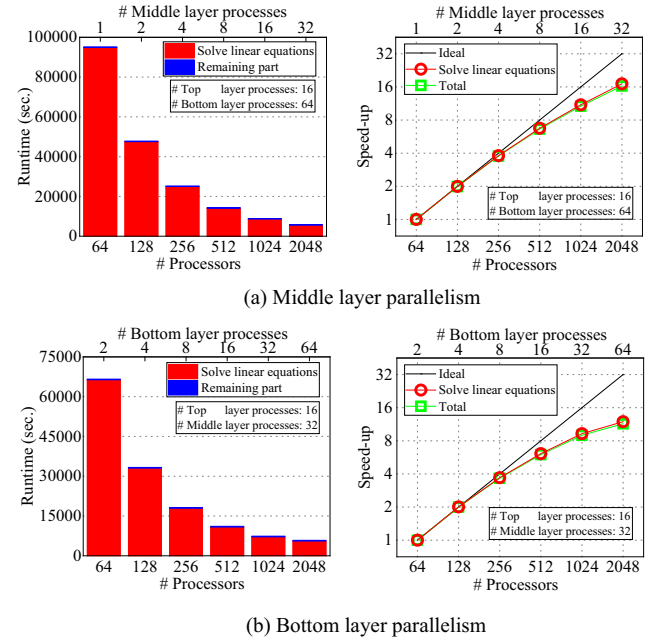 # Middle layer processes
1 2 4 8 16 32
100000
80000
60000
40000
20000
0
Runtime (sec.)
Solve linear equations
Remaining part
# Top layer processes: 16
# Bottom layer processes: 64
64 128 256 512 1024 2048
# Processors
# Middle layer processes
1 2 4 8 16 32
32
16
8
4
2
1
Speed-up
Ideal
Solve linear equations
Total
# Top layer processes: 16
# Bottom layer processes: 64
64 128 256 512 1024 2048
# Processors
(a) Middle layer parallelism
# Bottom layer processes
2 4 8 16 32 64
75000
60000
45000
30000
15000
0
Runtime (sec.)
Solve linear equations
Remaining part
# Top layer processes: 16
# Middle layer processes: 32
64 128 256 512 1024 2048
# Processors
# Bottom layer processes
2 4 8 16 32 64
32
16
8
4
2
1
Speed-up
Ideal
Solve linear equations
Total
# Top layer processes: 16
# Middle layer processes: 32
64 128 256 512 1024 2048
# Processors
(b) Bottom layer parallelism